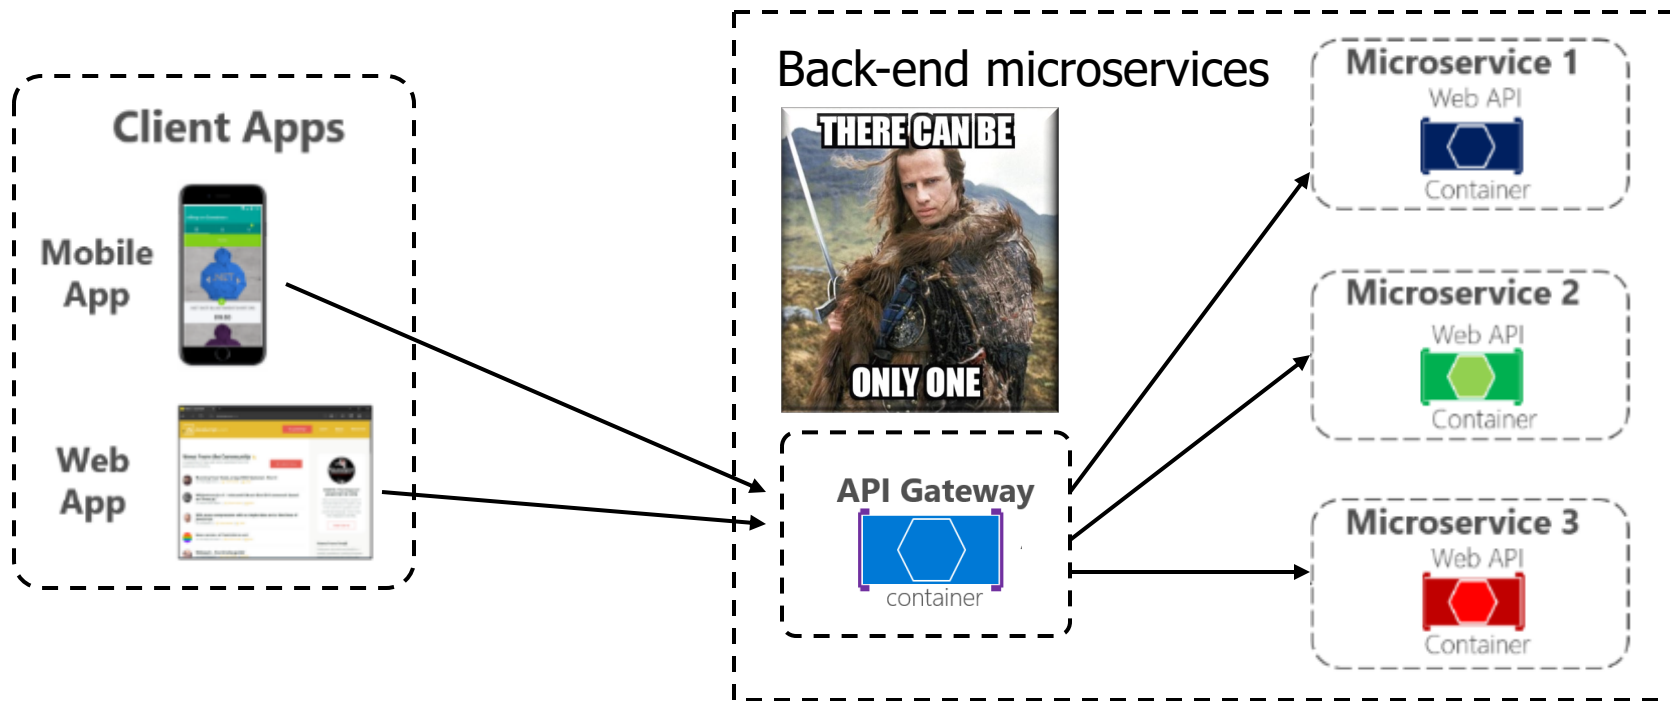 Client Apps
Mobile
App
.NET
Web
App
Back-end microservices
THERE CAN BE
ONLY ONE
API Gateway
container
Microservice 1
Web API
Container
Microservice 2
Web API
Container
Microservice 3
Web API
Container